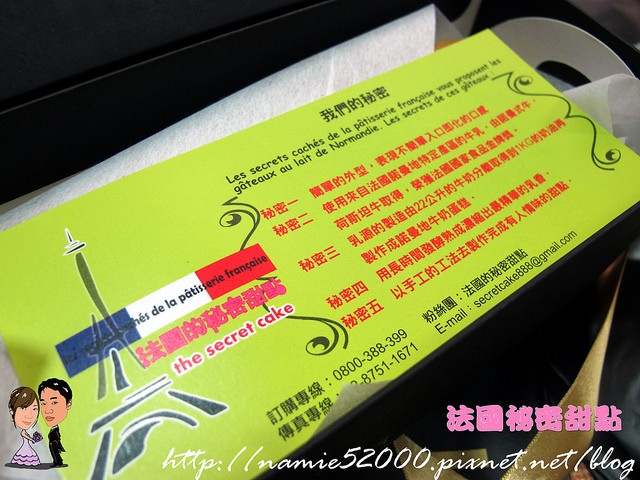 我們的秘密
Les secrets cachés de la pâtisserie française vous proposent les
gâteaux au lait de Normandie. Les secrets de ces gâteaux :
秘密一 簡單的外型，表現不簡單入口即化的口感
秘密二 使用來自法國諾曼地特定產區的牛乳，由諾曼式牛，
荷斯坦牛取得，榮獲法國國家食品金牌獎。
秘密三 乳源的製造由22公升的牛奶分離取得到1KG的奶油再
製作成諾曼地牛奶蛋糕。
秘密四 用長時間發酵熟成濃縮出最精華的乳香。
秘密五 以手工的工法去製作完成有人情味的甜點。
hés de la pâtisserie française
法國的秘密甜點
the secret cake
粉絲團：法國的秘密甜點
E-mail：secretcake888@gmail.com
訂購專線：0800-388-399
傳真專線
-8751-1671
法國祕密甜點
http://namie52000.pixnet.net/blog